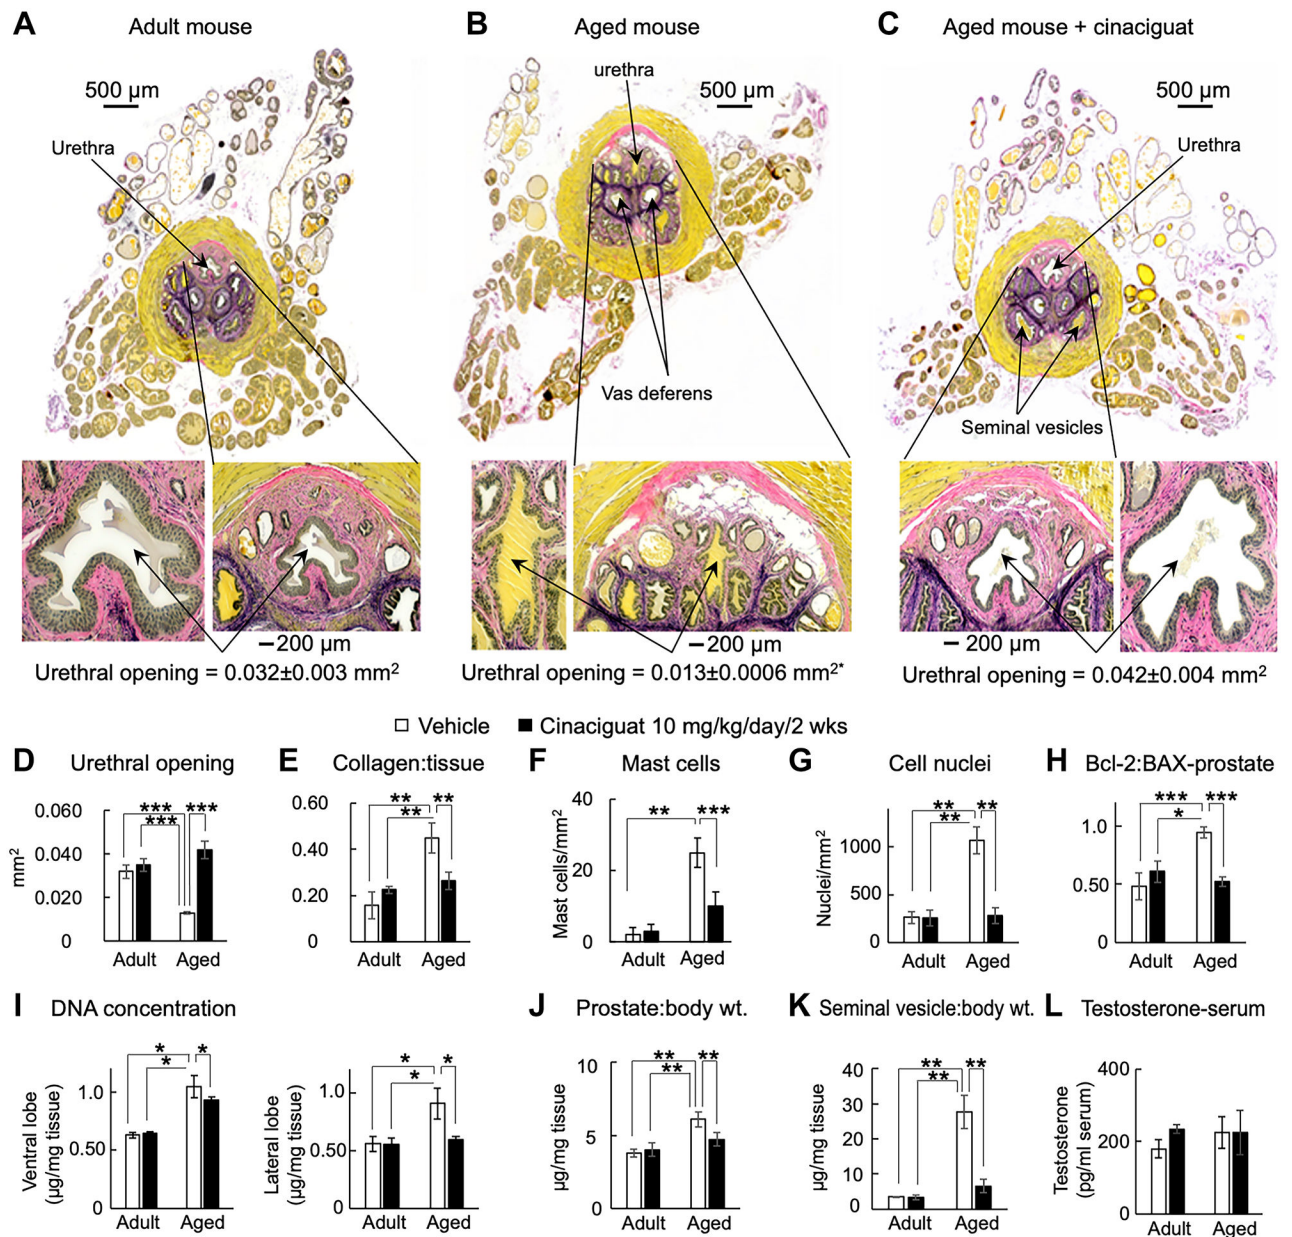 A Adult mouse
B Aged mouse
C Aged mouse + cinaciguat
500 µm
Urethra
urethra
500 µm
Vas deferens
500 µm
Urethra
Seminal vesicles
200 µm
Urethral opening = 0.032±0.003 mm²
200 µm
Urethral opening = 0.013±0.0006 mm²*
200 µm
Urethral opening = 0.042±0.004 mm²
Vehicle Cinaciguat 10 mg/kg/day/2 wks
D Urethral opening
mm²
0.060
0.040
0.020
0
*** ***
***
Adult Aged
E Collagen:tissue
0.60
0.40
0.20
0
** **
**
Adult Aged
F Mast cells
Mast cells/mm²
40
20
0
** ***
Adult Aged
G Cell nuclei
Nuclei/mm²
1000
500
0
** **
**
Adult Aged
H Bcl-2:BAX-prostate
1.0
0.50
0
*** ***
*
Adult Aged
I DNA concentration
Ventral lobe
(µg/mg tissue)
1.0
0.50
0
* *
*
Adult Aged
Lateral lobe
(µg/mg tissue)
1.0
0.50
0
* *
*
Adult Aged
J Prostate:body wt.
µg/mg tissue
10
5
0
** **
**
Adult Aged
K Seminal vesicle:body wt.
µg/mg tissue
40
30
20
10
0
** **
**
Adult Aged
L Testosterone-serum
Testosterone
(pg/ml serum)
400
200
0
Adult Aged